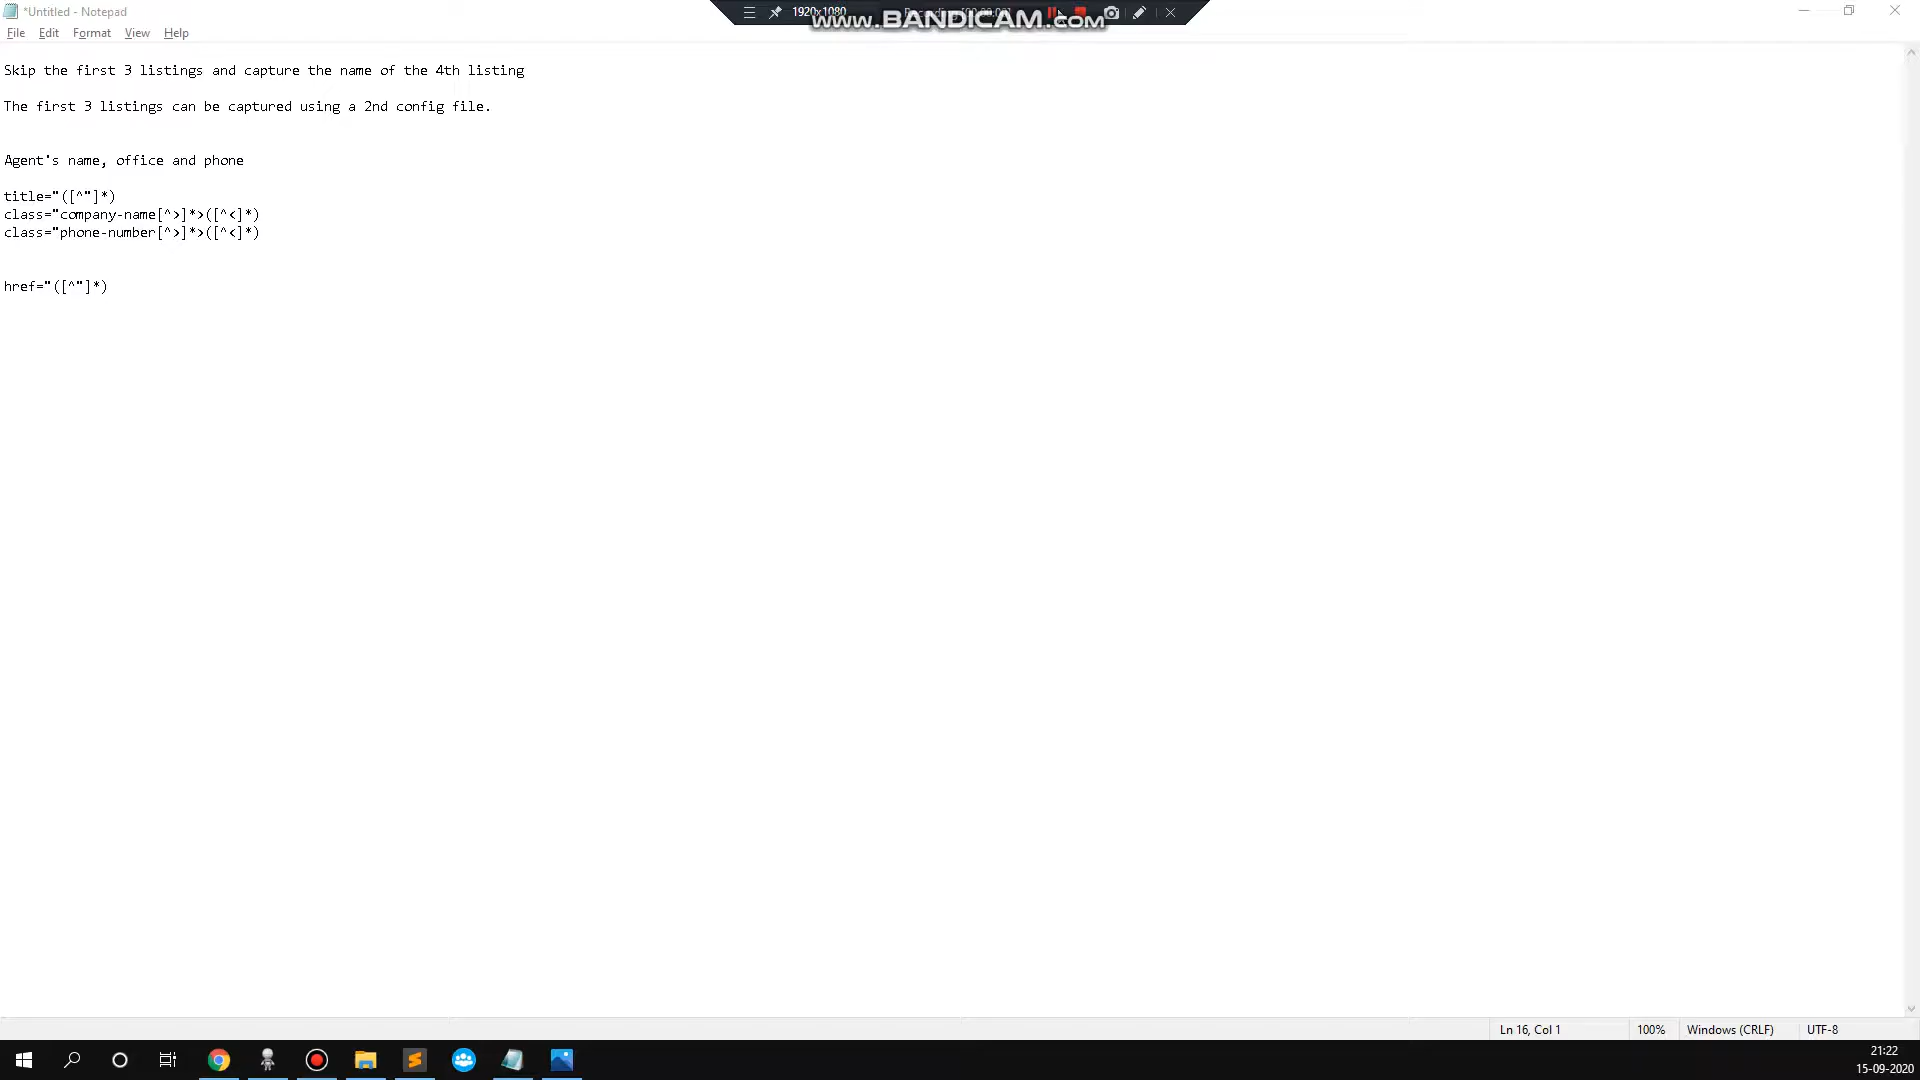 *Untitled - Notepad
1920x1080
www.BANDICAM.com
File Edit Format View Help
Skip the first 3 listings and capture the name of the 4th listing
The first 3 listings can be captured using a 2nd config file.
Agent's name, office and phone
title="([^"]*)
class="company-name[^>]*>([^<]*)
class="phone-number[^>]*>([^<]*)
href="([^"]*)
Ln 16, Col 1 100% Windows (CRLF) UTF-8
21:22
15-09-2020